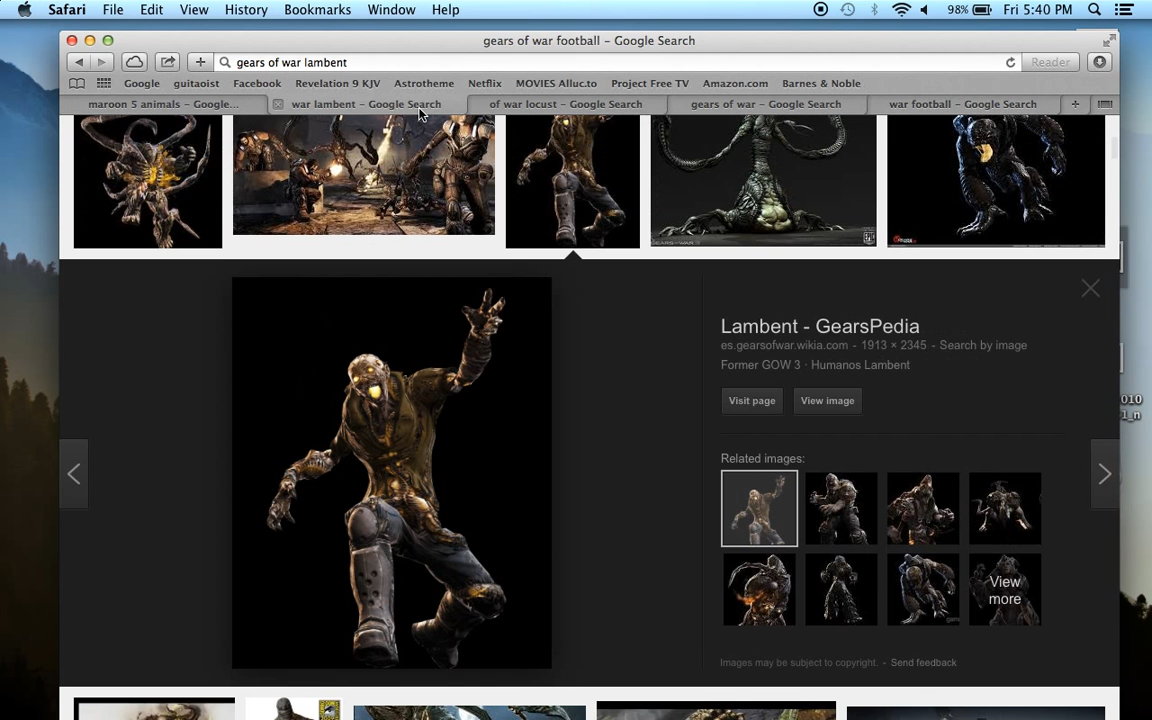 Safari File Edit View History Bookmarks Window Help 98% Fri 5:40 PM
gears of war football – Google Search
gears of war lambent Reader
Google guitaoist Facebook Revelation 9 KJV Astrotheme Netflix MOVIES Alluc.to Project Free TV Amazon.com Barnes & Noble
maroon 5 animals – Google... war lambent – Google Search of war locust – Google Search gears of war – Google Search war football – Google Search
Lambent - GearsPedia
es.gearsofwar.wikia.com - 1913 × 2345 - Search by image
Former GOW 3 · Humanos Lambent
Visit page View image
010
1_n
Related images:
View
more
Images may be subject to copyright. - Send feedback